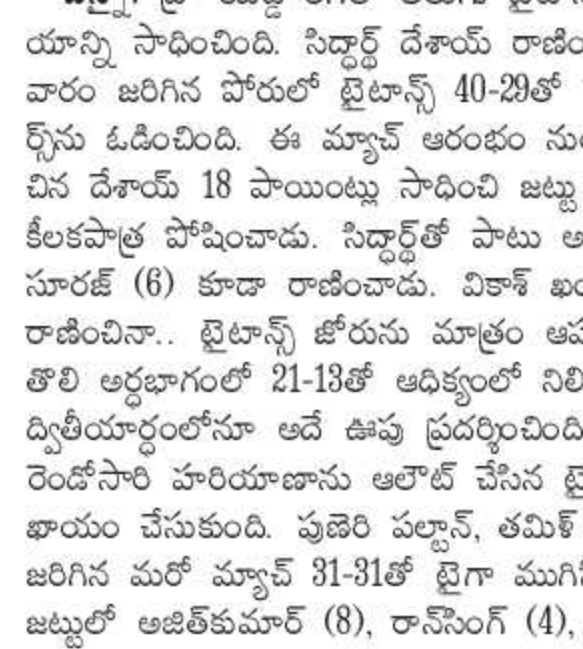 యాన్ని సాధించింది. సిద్ధార్థ్ దేశాయ్
వారం జరిగిన పోరులో టైటాన్స్ 40-29తో
ర్స్‌ను ఓడించింది. ఈ మ్యాచ్ ఆరంభం
చిన దేశాయ్ 18 పాయింట్లు సాధించి జట్టు
కీలకపాత్ర పోషించాడు. సిద్ధార్థ్‌తో పాటు
సూరజ్ (6) కూడా రాణించాడు. వికాశ్
రాణించినా.. టైటాన్స్ జోరును మాత్రం
తొలి అర్ధభాగంలో 21-13తో ఆధిక్యంలో
ద్వితీయార్ధంలోనూ అదే ఊపు ప్రదర్శించింది
రెండోసారి హరియాణాను ఆలౌట్ చేసిన
ఖాయం చేసుకుంది. పుణెరి పల్టాన్, తమిళ్
జరిగిన మరో మ్యాచ్ 31-31తో టైగా
జట్టులో అజిత్‌కుమార్ (8), రాన్‌సింగ్ (4),